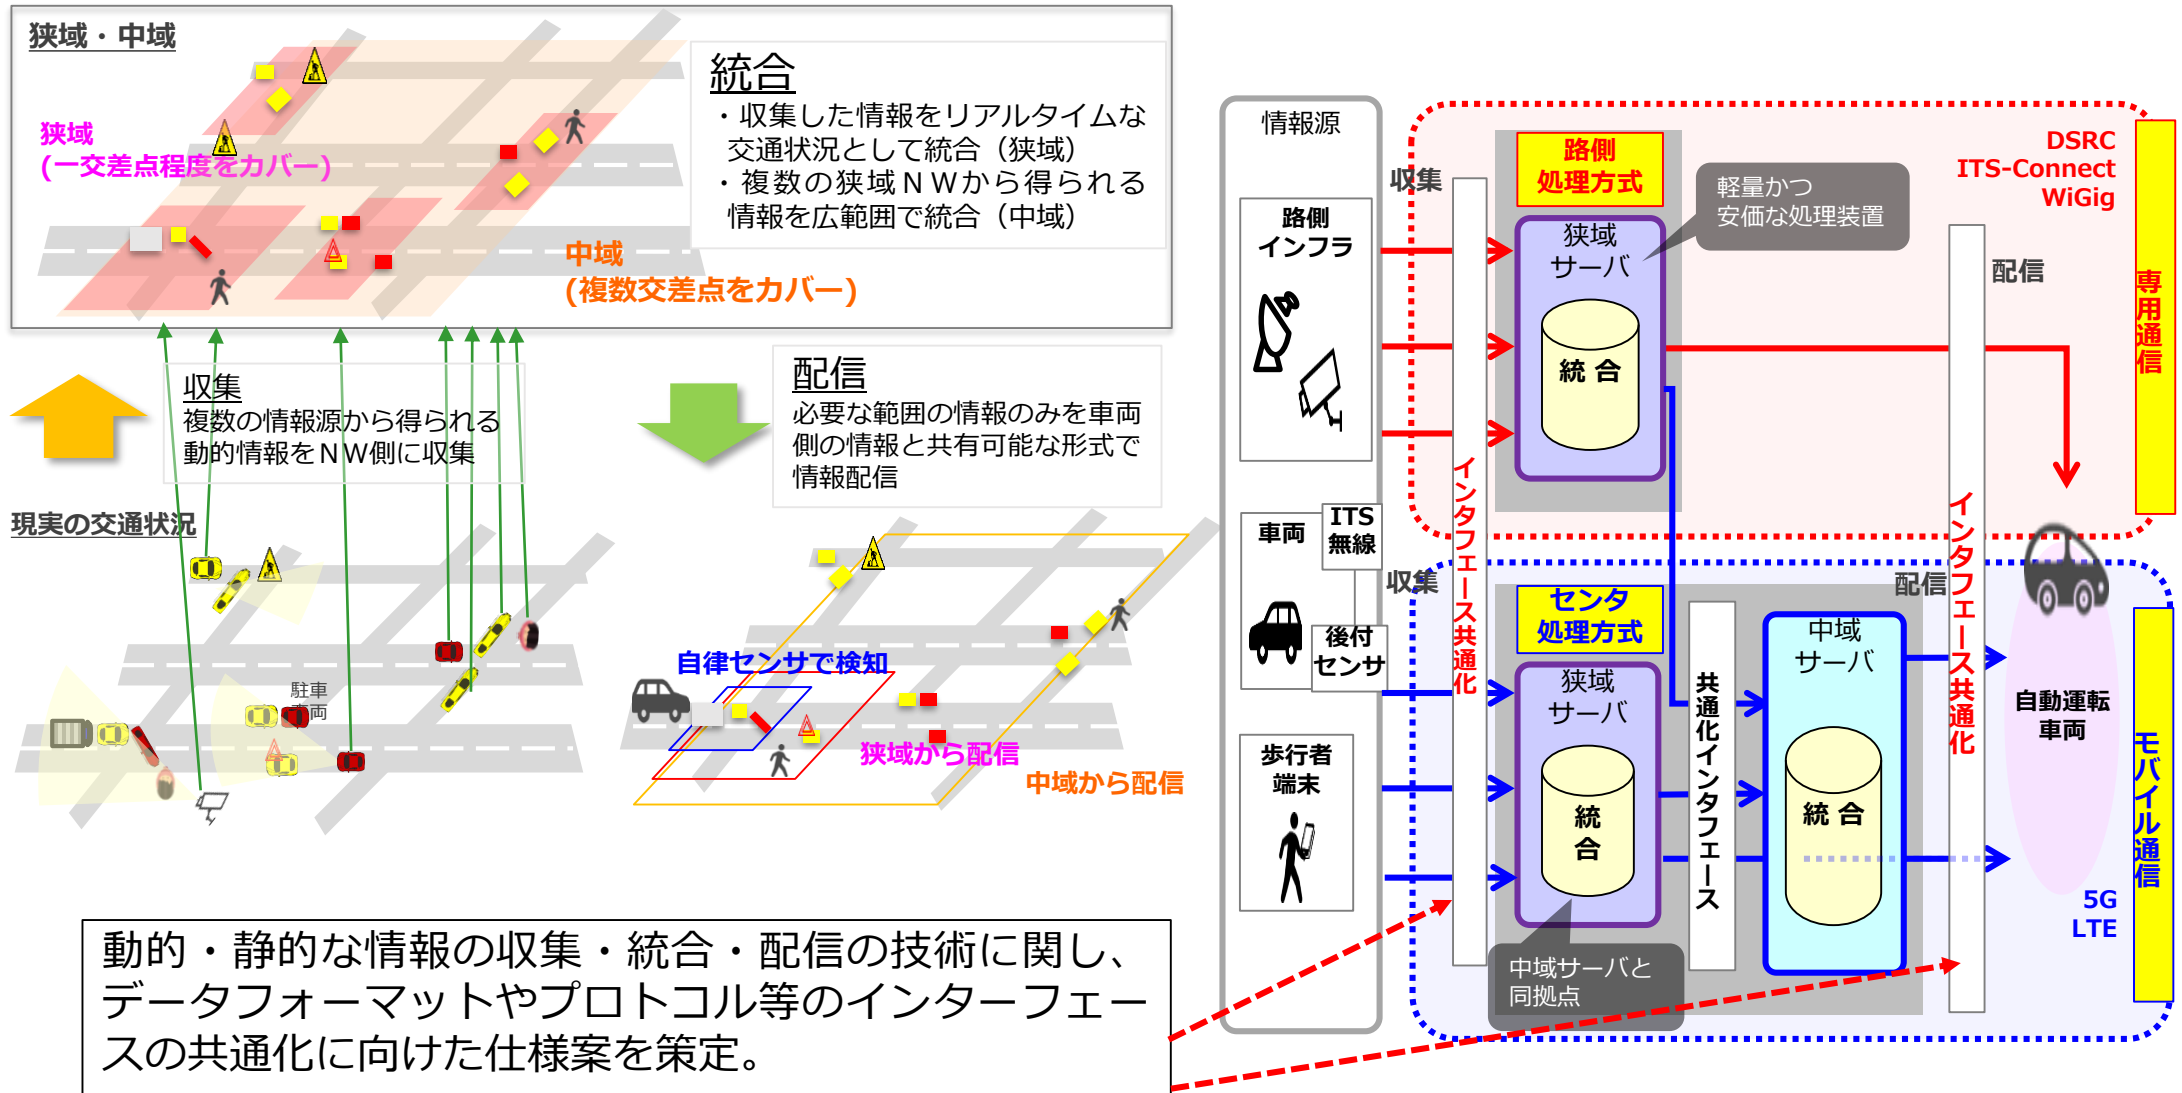 狭域・中域
狭域
(一交差点程度をカバー)
統合
・収集した情報をリアルタイムな
交通状況として統合（狭域）
・複数の狭域ＮＷから得られる
情報を広範囲で統合（中域）
中域
(複数交差点をカバー)
収集
複数の情報源から得られる
動的情報をＮＷ側に収集
配信
必要な範囲の情報のみを車両
側の情報と共有可能な形式で
情報配信
現実の交通状況
駐車
車両
自律センサで検知
狭域から配信
中域から配信
動的・静的な情報の収集・統合・配信の技術に関し、
データフォーマットやプロトコル等のインターフェー
スの共通化に向けた仕様案を策定。
情報源
路側
インフラ
車両
ITS
無線
後付
センサ
歩行者
端末
収集
収集
インタフェース共通化
路側
処理方式
狭域
サーバ
統 合
軽量かつ
安価な処理装置
DSRC
ITS-Connect
WiGig
専用通信
配信
センタ
処理方式
狭域
サーバ
統
合
中域サーバと
同拠点
共通化インタフェース
中域
サーバ
統 合
配信
インタフェース共通化
自動運転
車両
モバイル通信
5G
LTE